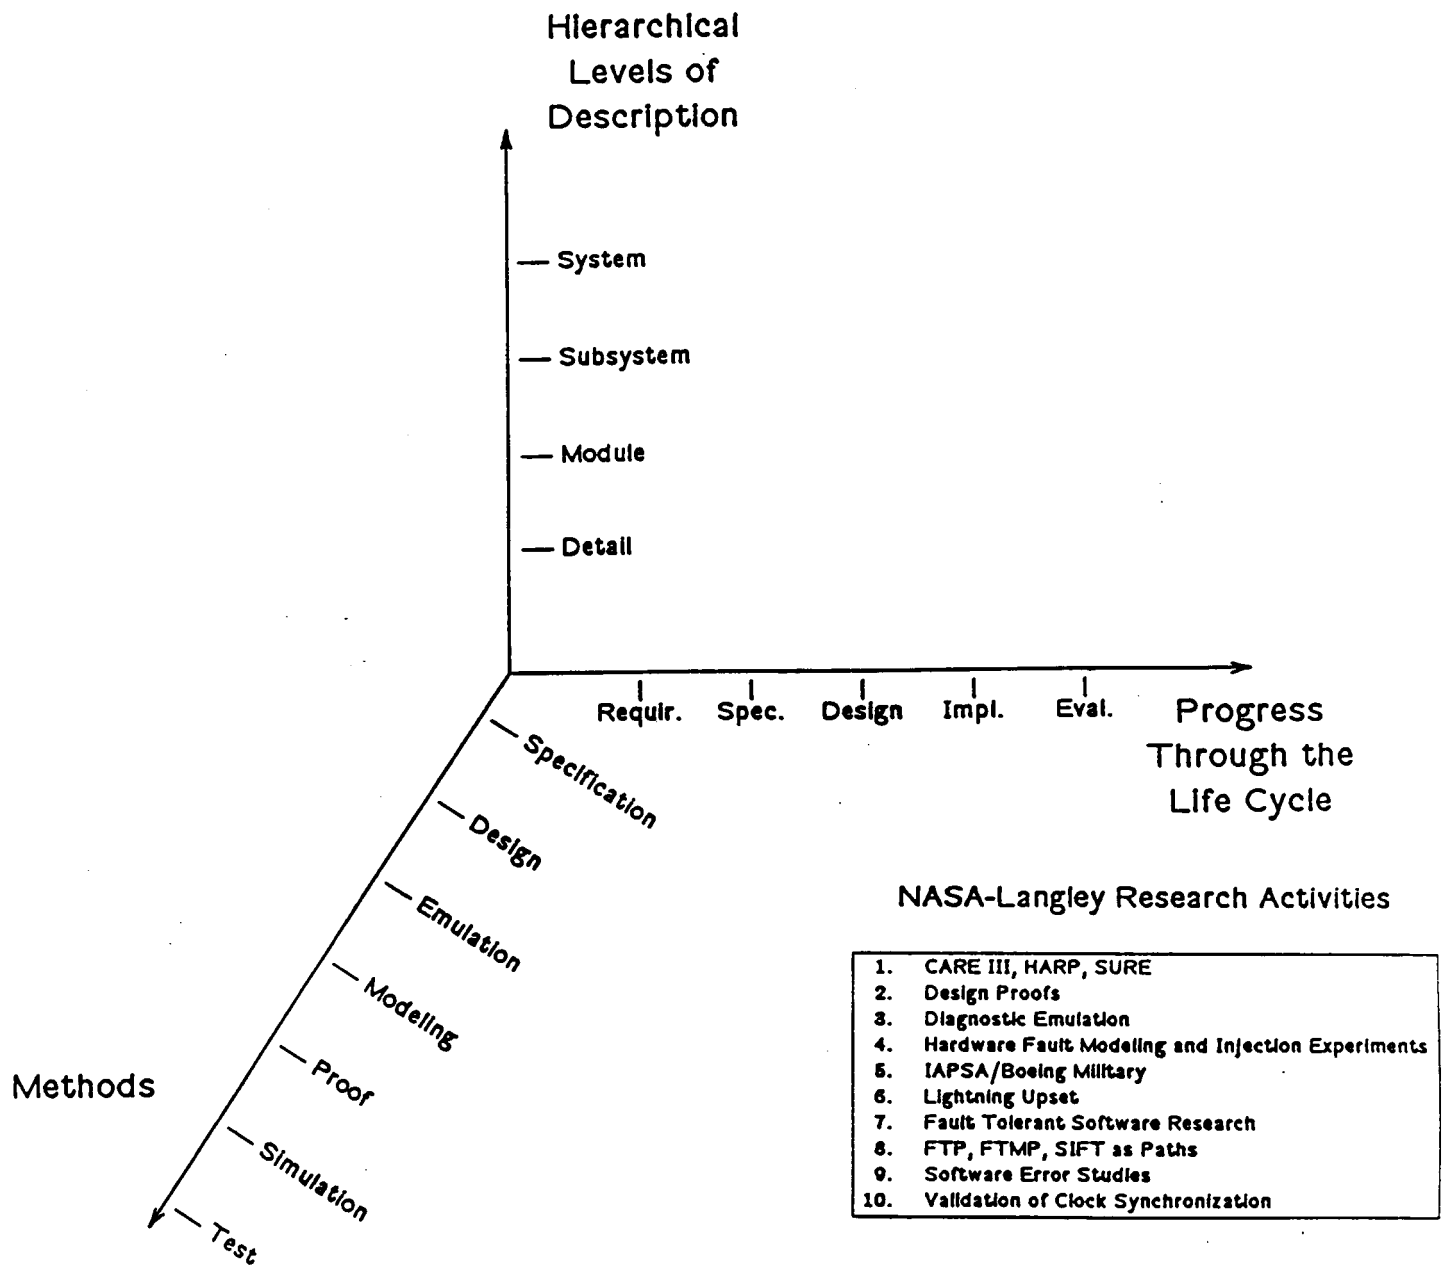 Hierarchical
Levels of
Description
System
Subsystem
Module
Detail
Requir. Spec. Design Impl. Eval.
Progress
Through the
Life Cycle
Specification
Design
Emulation
Modeling
Proof
Simulation
Test
Methods
NASA-Langley Research Activities
1. CARE III, HARP, SURE
2. Design Proofs
3. Diagnostic Emulation
4. Hardware Fault Modeling and Injection Experiments
5. IAPSA/Boeing Military
6. Lightning Upset
7. Fault Tolerant Software Research
8. FTP, FTMP, SIFT as Paths
9. Software Error Studies
10. Validation of Clock Synchronization